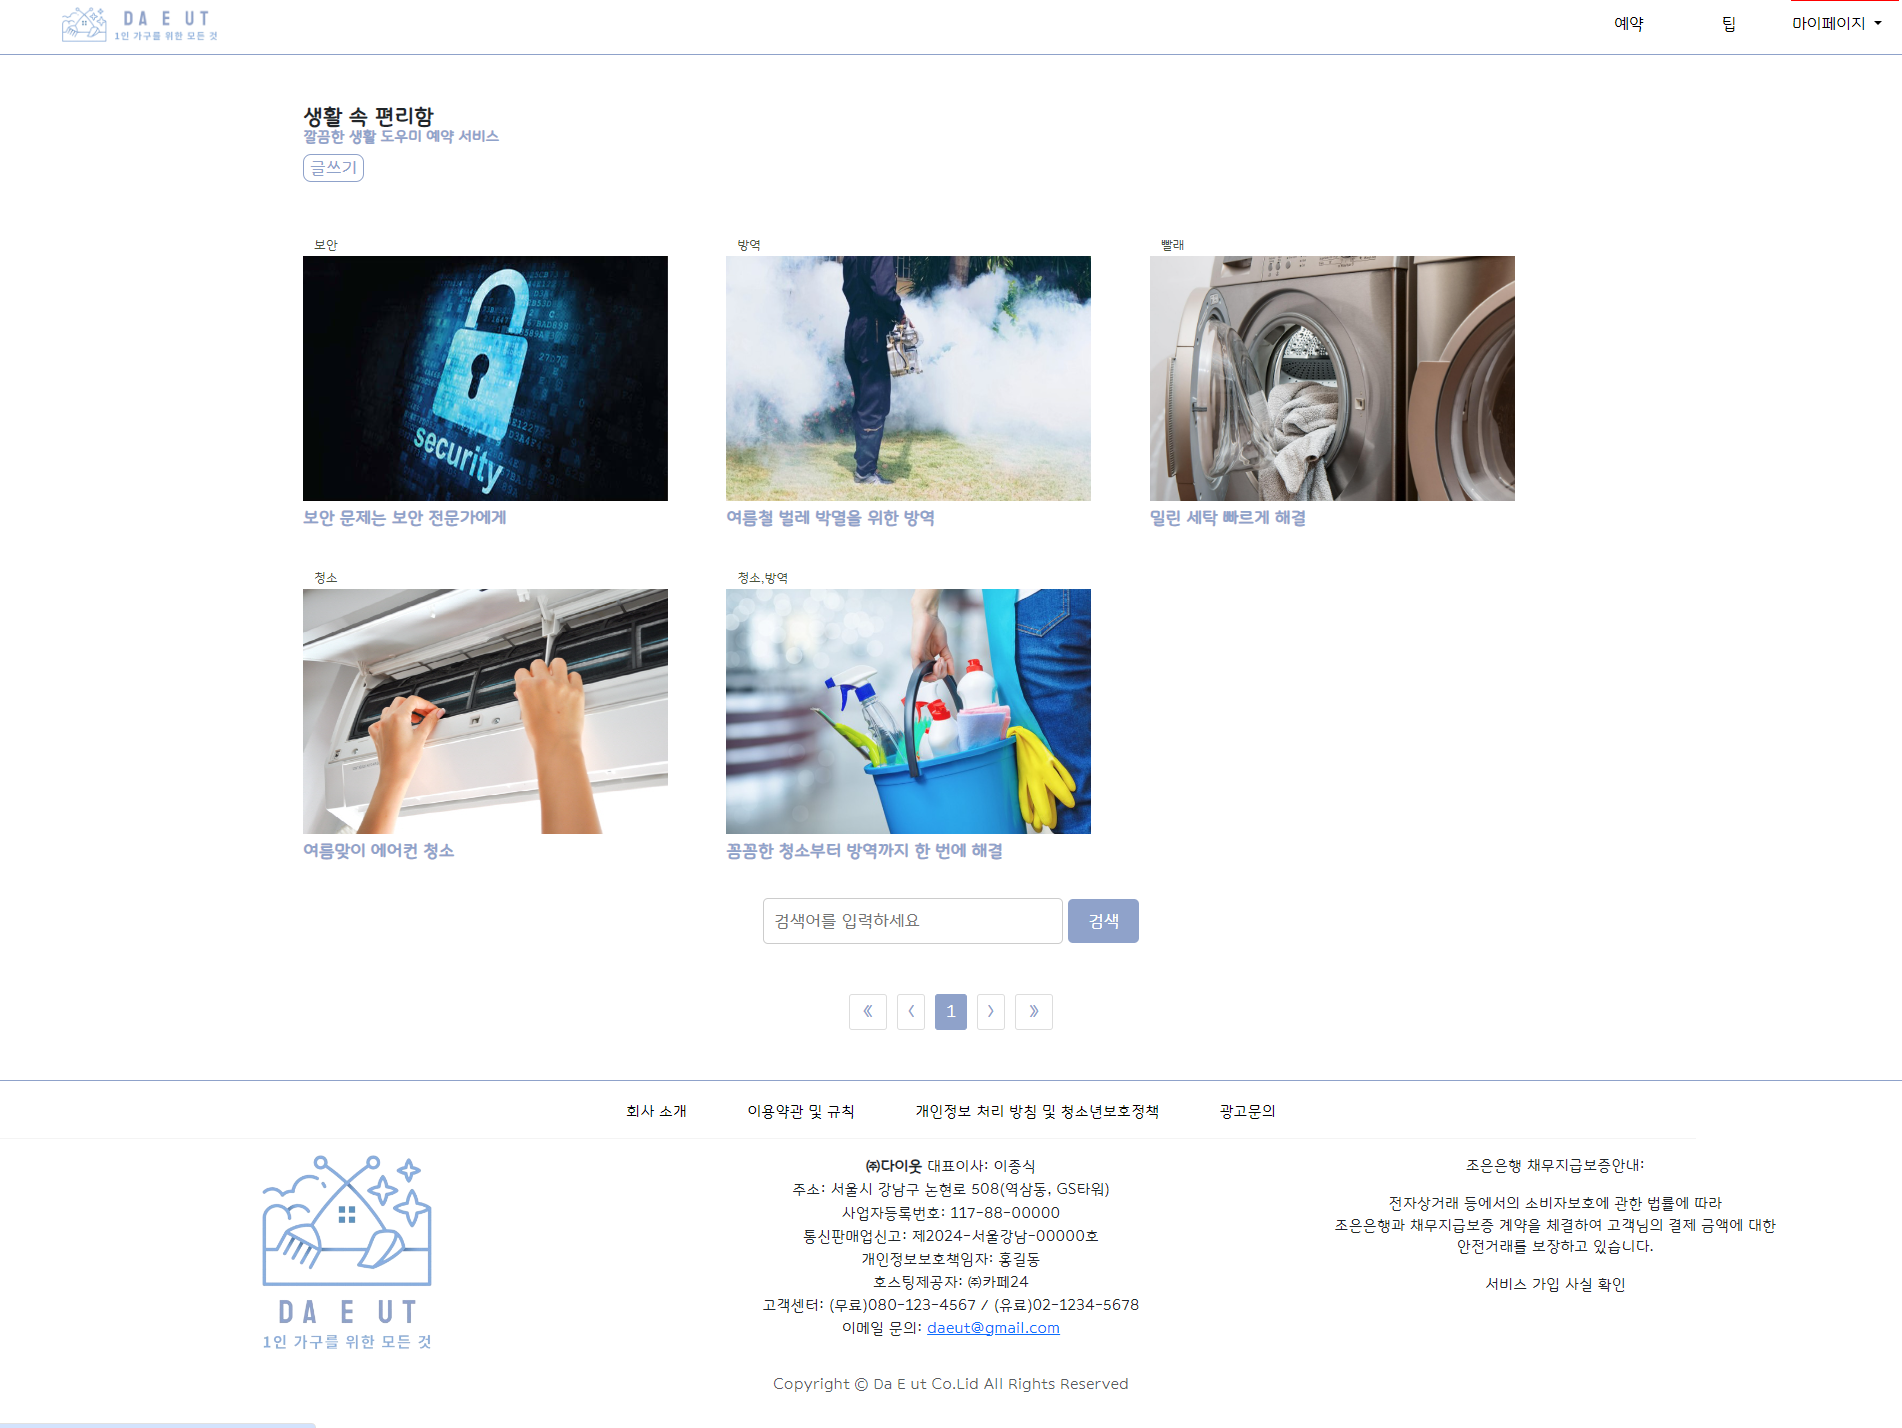 DA E UT
1인 가구를 위한 모든 것
예약
팁
마이페이지
생활 속 편리함
깔끔한 생활 도우미 예약 서비스
글쓰기
보안
방역
빨래
security
보안 문제는 보안 전문가에게
여름철 벌레 박멸을 위한 방역
밀린 세탁 빠르게 해결
청소
청소,방역
여름맞이 에어컨 청소
꼼꼼한 청소부터 방역까지 한 번에 해결
검색어를 입력하세요
검색
《 〈 1 〉 》
회사 소개
이용약관 및 규칙
개인정보 처리 방침 및 청소년보호정책
광고문의
DA E UT
1인 가구를 위한 모든 것
㈜다이웃 대표이사: 이종식
주소: 서울시 강남구 논현로 508(역삼동, GS타워)
사업자등록번호: 117-88-00000
통신판매업신고: 제2024-서울강남-00000호
개인정보보호책임자: 홍길동
호스팅제공자: ㈜카페24
고객센터: (무료)080-123-4567 / (유료)02-1234-5678
이메일 문의: daeut@gmail.com
조은은행 채무지급보증안내:
전자상거래 등에서의 소비자보호에 관한 법률에 따라
조은은행과 채무지급보증 계약을 체결하여 고객님의 결제 금액에 대한
안전거래를 보장하고 있습니다.
서비스 가입 사실 확인
Copyright © Da E ut Co.Lid All Rights Reserved